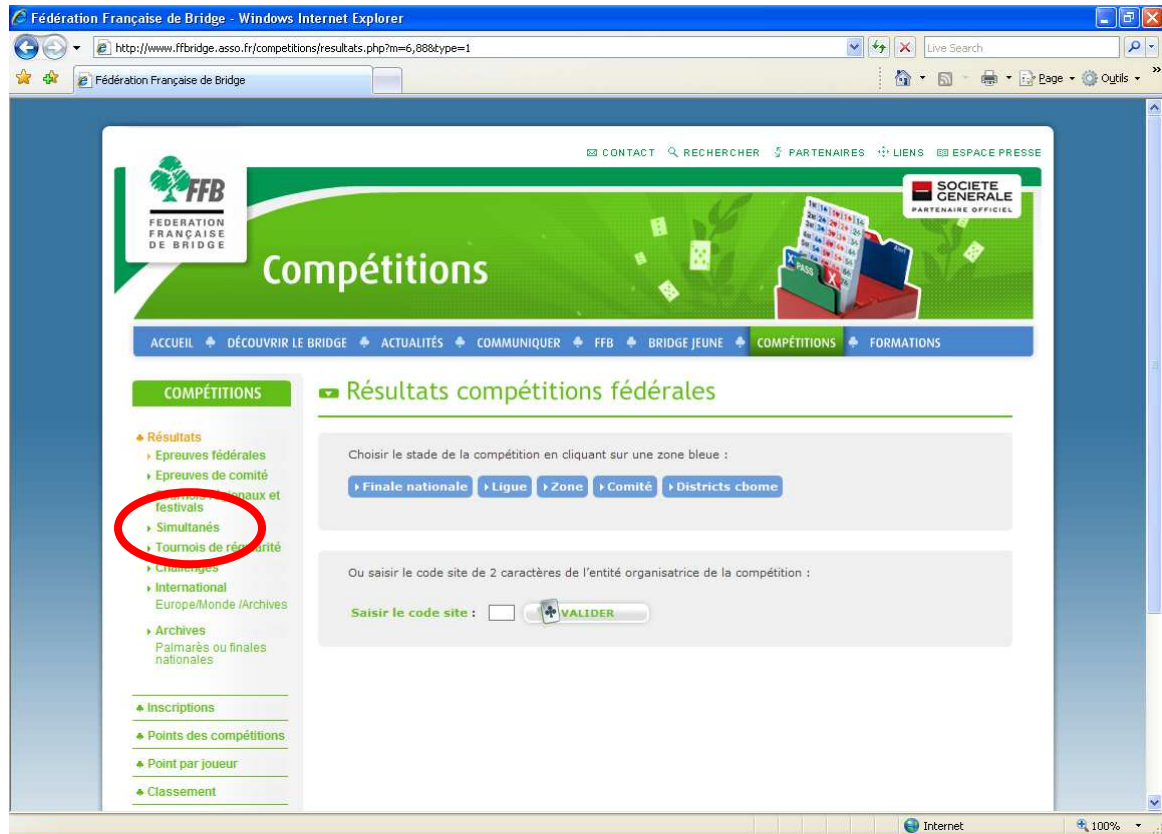 Fédération Française de Bridge - Windows Internet Explorer
http://www.ffbridge.asso.fr/competitions/resultats.php?m=6,88&type=1
Live Search
Fédération Française de Bridge
Page
Outils
CONTACT RECHERCHER PARTENAIRES LIENS ESPACE PRESSE
FFB
FEDERATION
FRANÇAISE
DE BRIDGE
SOCIETE
GENERALE
PARTENAIRE OFFICIEL
PASS
X
Compétitions
ACCUEIL DÉCOUVRIR LE BRIDGE ACTUALITÉS COMMUNIQUER FFB BRIDGE JEUNE COMPÉTITIONS FORMATIONS
COMPÉTITIONS
Résultats
Epreuves fédérales
Epreuves de comité
festivals
Simultanés
Tournois de régularité
Challenges
International
Europe/Monde /Archives
Archives
Palmarès ou finales
nationales
Inscriptions
Points des compétitions
Point par joueur
Classement
Résultats compétitions fédérales
Choisir le stade de la compétition en cliquant sur une zone bleue :
Finale nationale Ligue Zone Comité Districts cbome
Ou saisir le code site de 2 caractères de l'entité organisatrice de la compétition :
Saisir le code site : VALIDER
Internet
100%